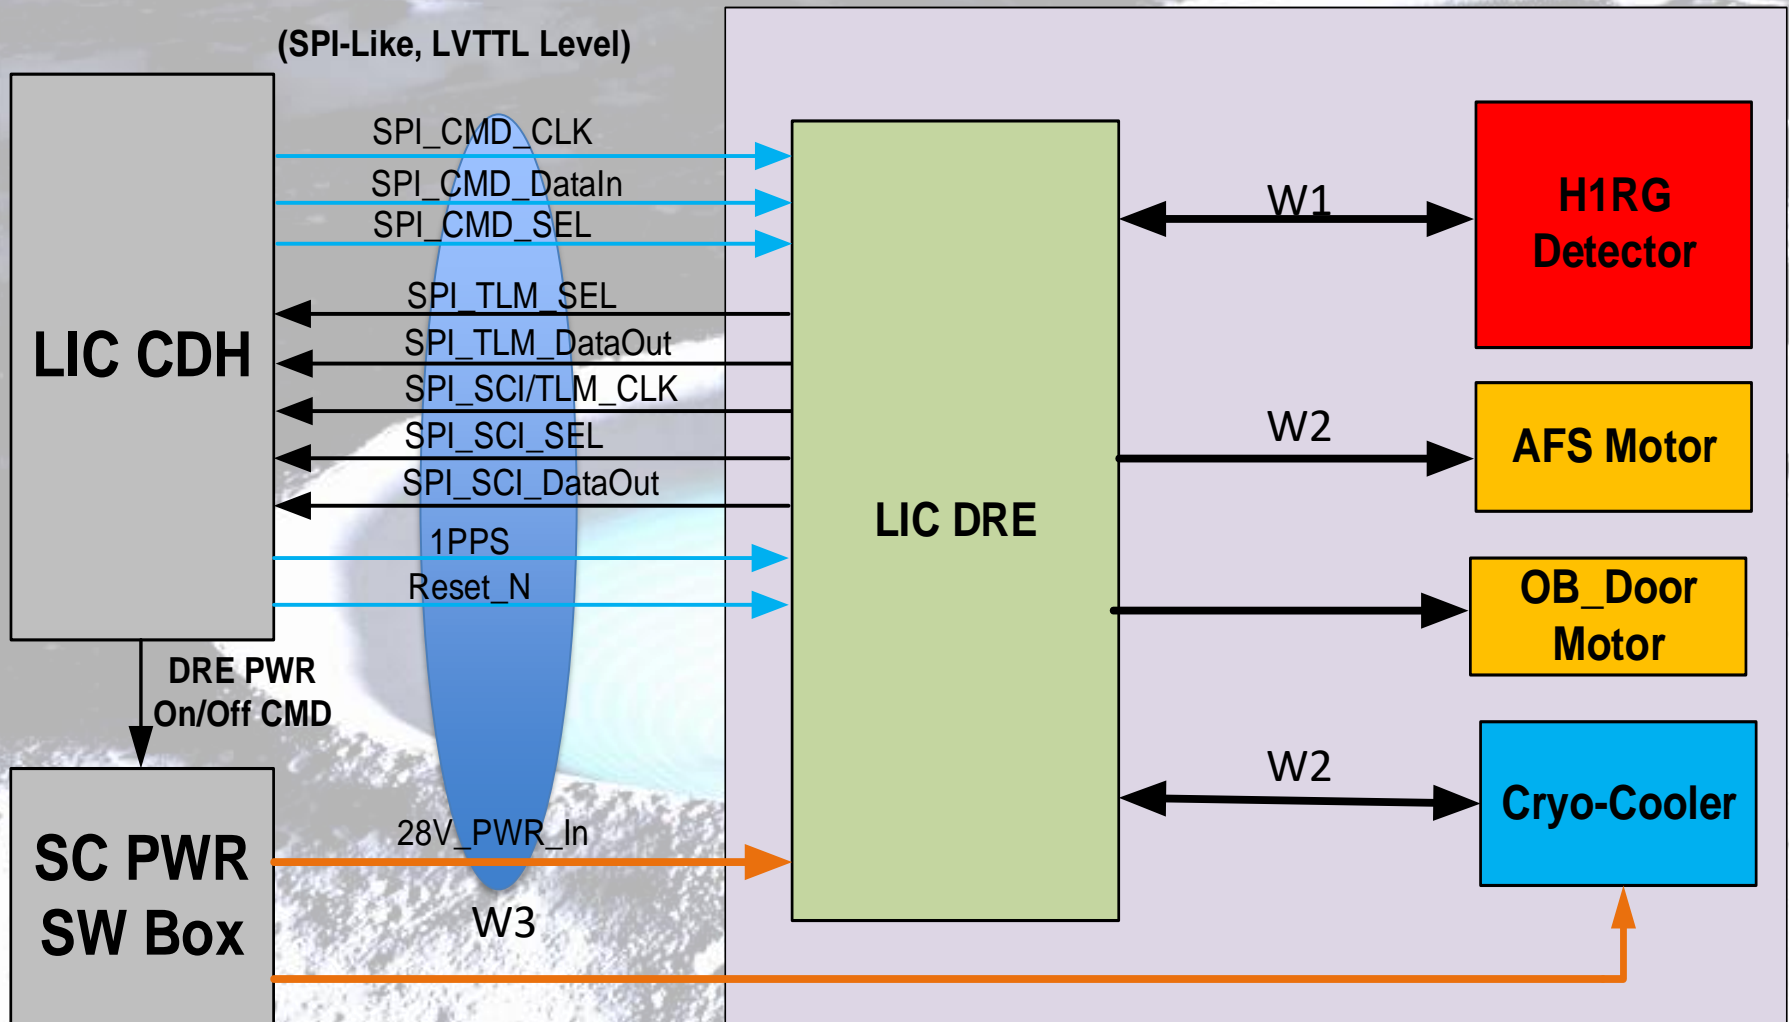 (SPI-Like, LVTTL Level)
SPI_CMD_CLK
SPI_CMD_DataIn
SPI_CMD_SEL
SPI_TLM_SEL
SPI_TLM_DataOut
SPI_SCI/TLM_CLK
SPI_SCI_SEL
SPI_SCI_DataOut
1PPS
Reset_N
LIC CDH
DRE PWR
On/Off CMD
SC PWR
SW Box
28V_PWR_In
W3
LIC DRE
W1
H1RG
Detector
W2
AFS Motor
OB_Door
Motor
W2
Cryo-Cooler